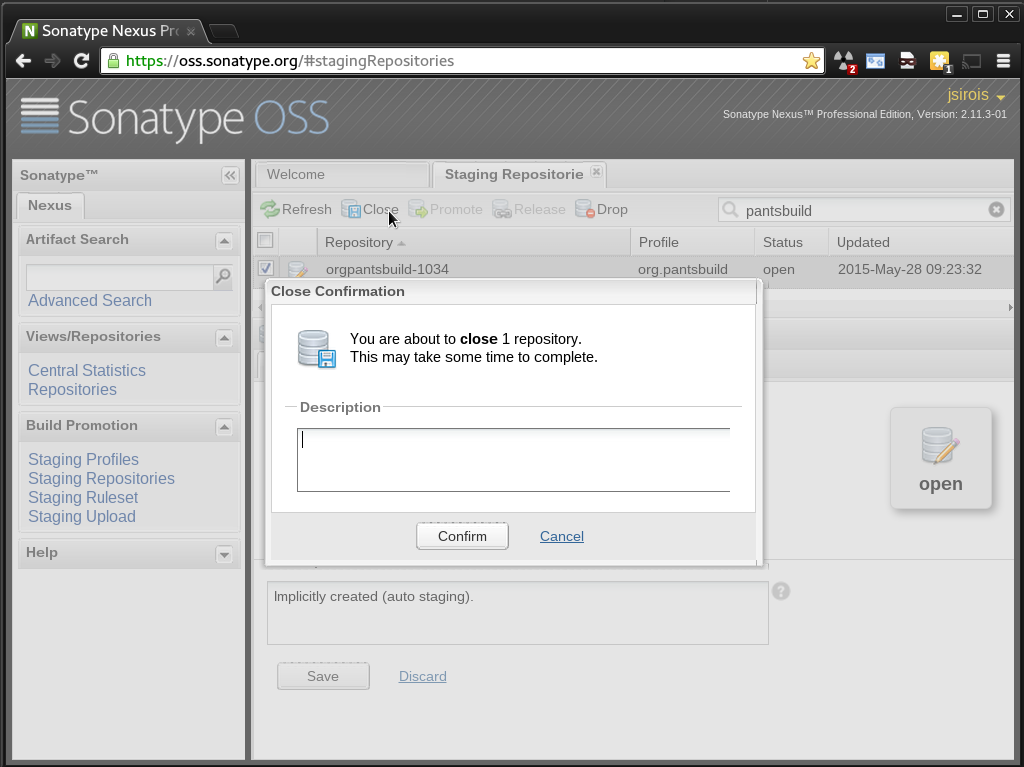 Sonatype Nexus Pro
https://oss.sonatype.org/#stagingRepositories
2
1
Sonatype OSS
jsirois
Sonatype Nexus™ Professional Edition, Version: 2.11.3-01
Sonatype™
Nexus
Artifact Search
Advanced Search
Views/Repositories
Central Statistics
Repositories
Build Promotion
Staging Profiles
Staging Repositories
Staging Ruleset
Staging Upload
Help
Welcome
Staging Repositorie
Refresh
Close
Promote
Release
Drop
pantsbuild
Repository
Profile
Status
Updated
orgpantsbuild-1034
org.pantsbuild
open
2015-May-28 09:23:32
Close Confirmation
You are about to close 1 repository.
This may take some time to complete.
Description
Confirm
Cancel
open
Implicitly created (auto staging).
?
Save
Discard